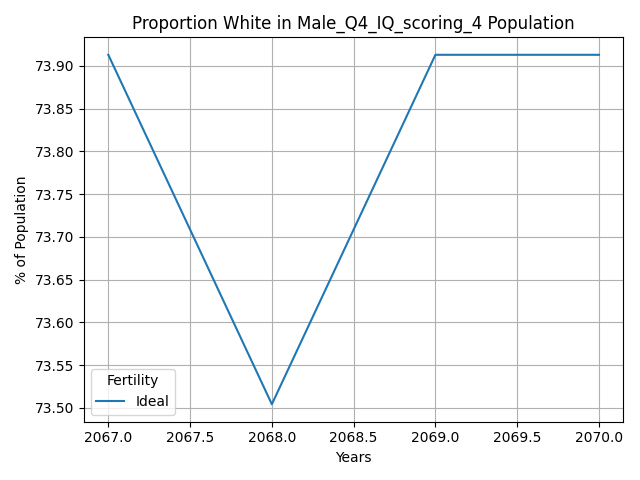 Proportion White in Male_Q4_IQ_scoring_4 Population
% of Population
73.90
73.85
73.80
73.75
73.70
73.65
73.60
73.55
73.50
Fertility
Ideal
2067.0 2067.5 2068.0 2068.5 2069.0 2069.5 2070.0
Years